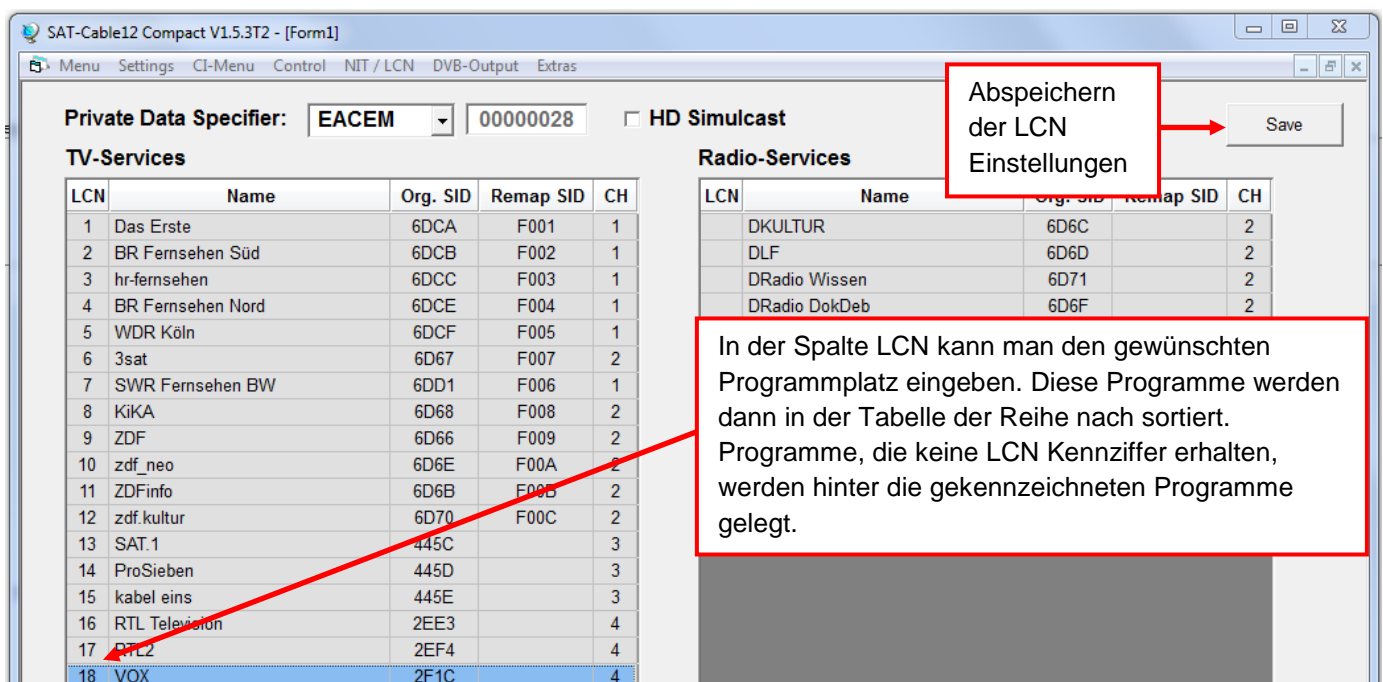 SAT-Cable12 Compact V1.5.3T2 - [Form1]
Menu Settings CI-Menu Control NIT / LCN DVB-Output Extras
Private Data Specifier: EACEM 00000028 HD Simulcast
Abspeichern
der LCN
Einstellungen
Save
TV-Services
LCN Name Org. SID Remap SID CH
1 Das Erste 6DCA F001 1
2 BR Fernsehen Süd 6DCB F002 1
3 hr-fernsehen 6DCC F003 1
4 BR Fernsehen Nord 6DCE F004 1
5 WDR Köln 6DCF F005 1
6 3sat 6D67 F007 2
7 SWR Fernsehen BW 6DD1 F006 1
8 KiKA 6D68 F008 2
9 ZDF 6D66 F009 2
10 zdf_neo 6D6E F00A 2
11 ZDFinfo 6D6B F00B 2
12 zdf.kultur 6D70 F00C 2
13 SAT.1 445C 3
14 ProSieben 445D 3
15 kabel eins 445E 3
16 RTL Television 2EE3 4
17 RTL2 2EF4 4
18 VOX 2F1C 4
Radio-Services
LCN Name Org. SID Remap SID CH
DKULTUR 6D6C 2
DLF 6D6D 2
DRadio Wissen 6D71 2
DRadio DokDeb 6D6F 2
In der Spalte LCN kann man den gewünschten
Programmplatz eingeben. Diese Programme werden
dann in der Tabelle der Reihe nach sortiert.
Programme, die keine LCN Kennziffer erhalten,
werden hinter die gekennzeichneten Programme
gelegt.